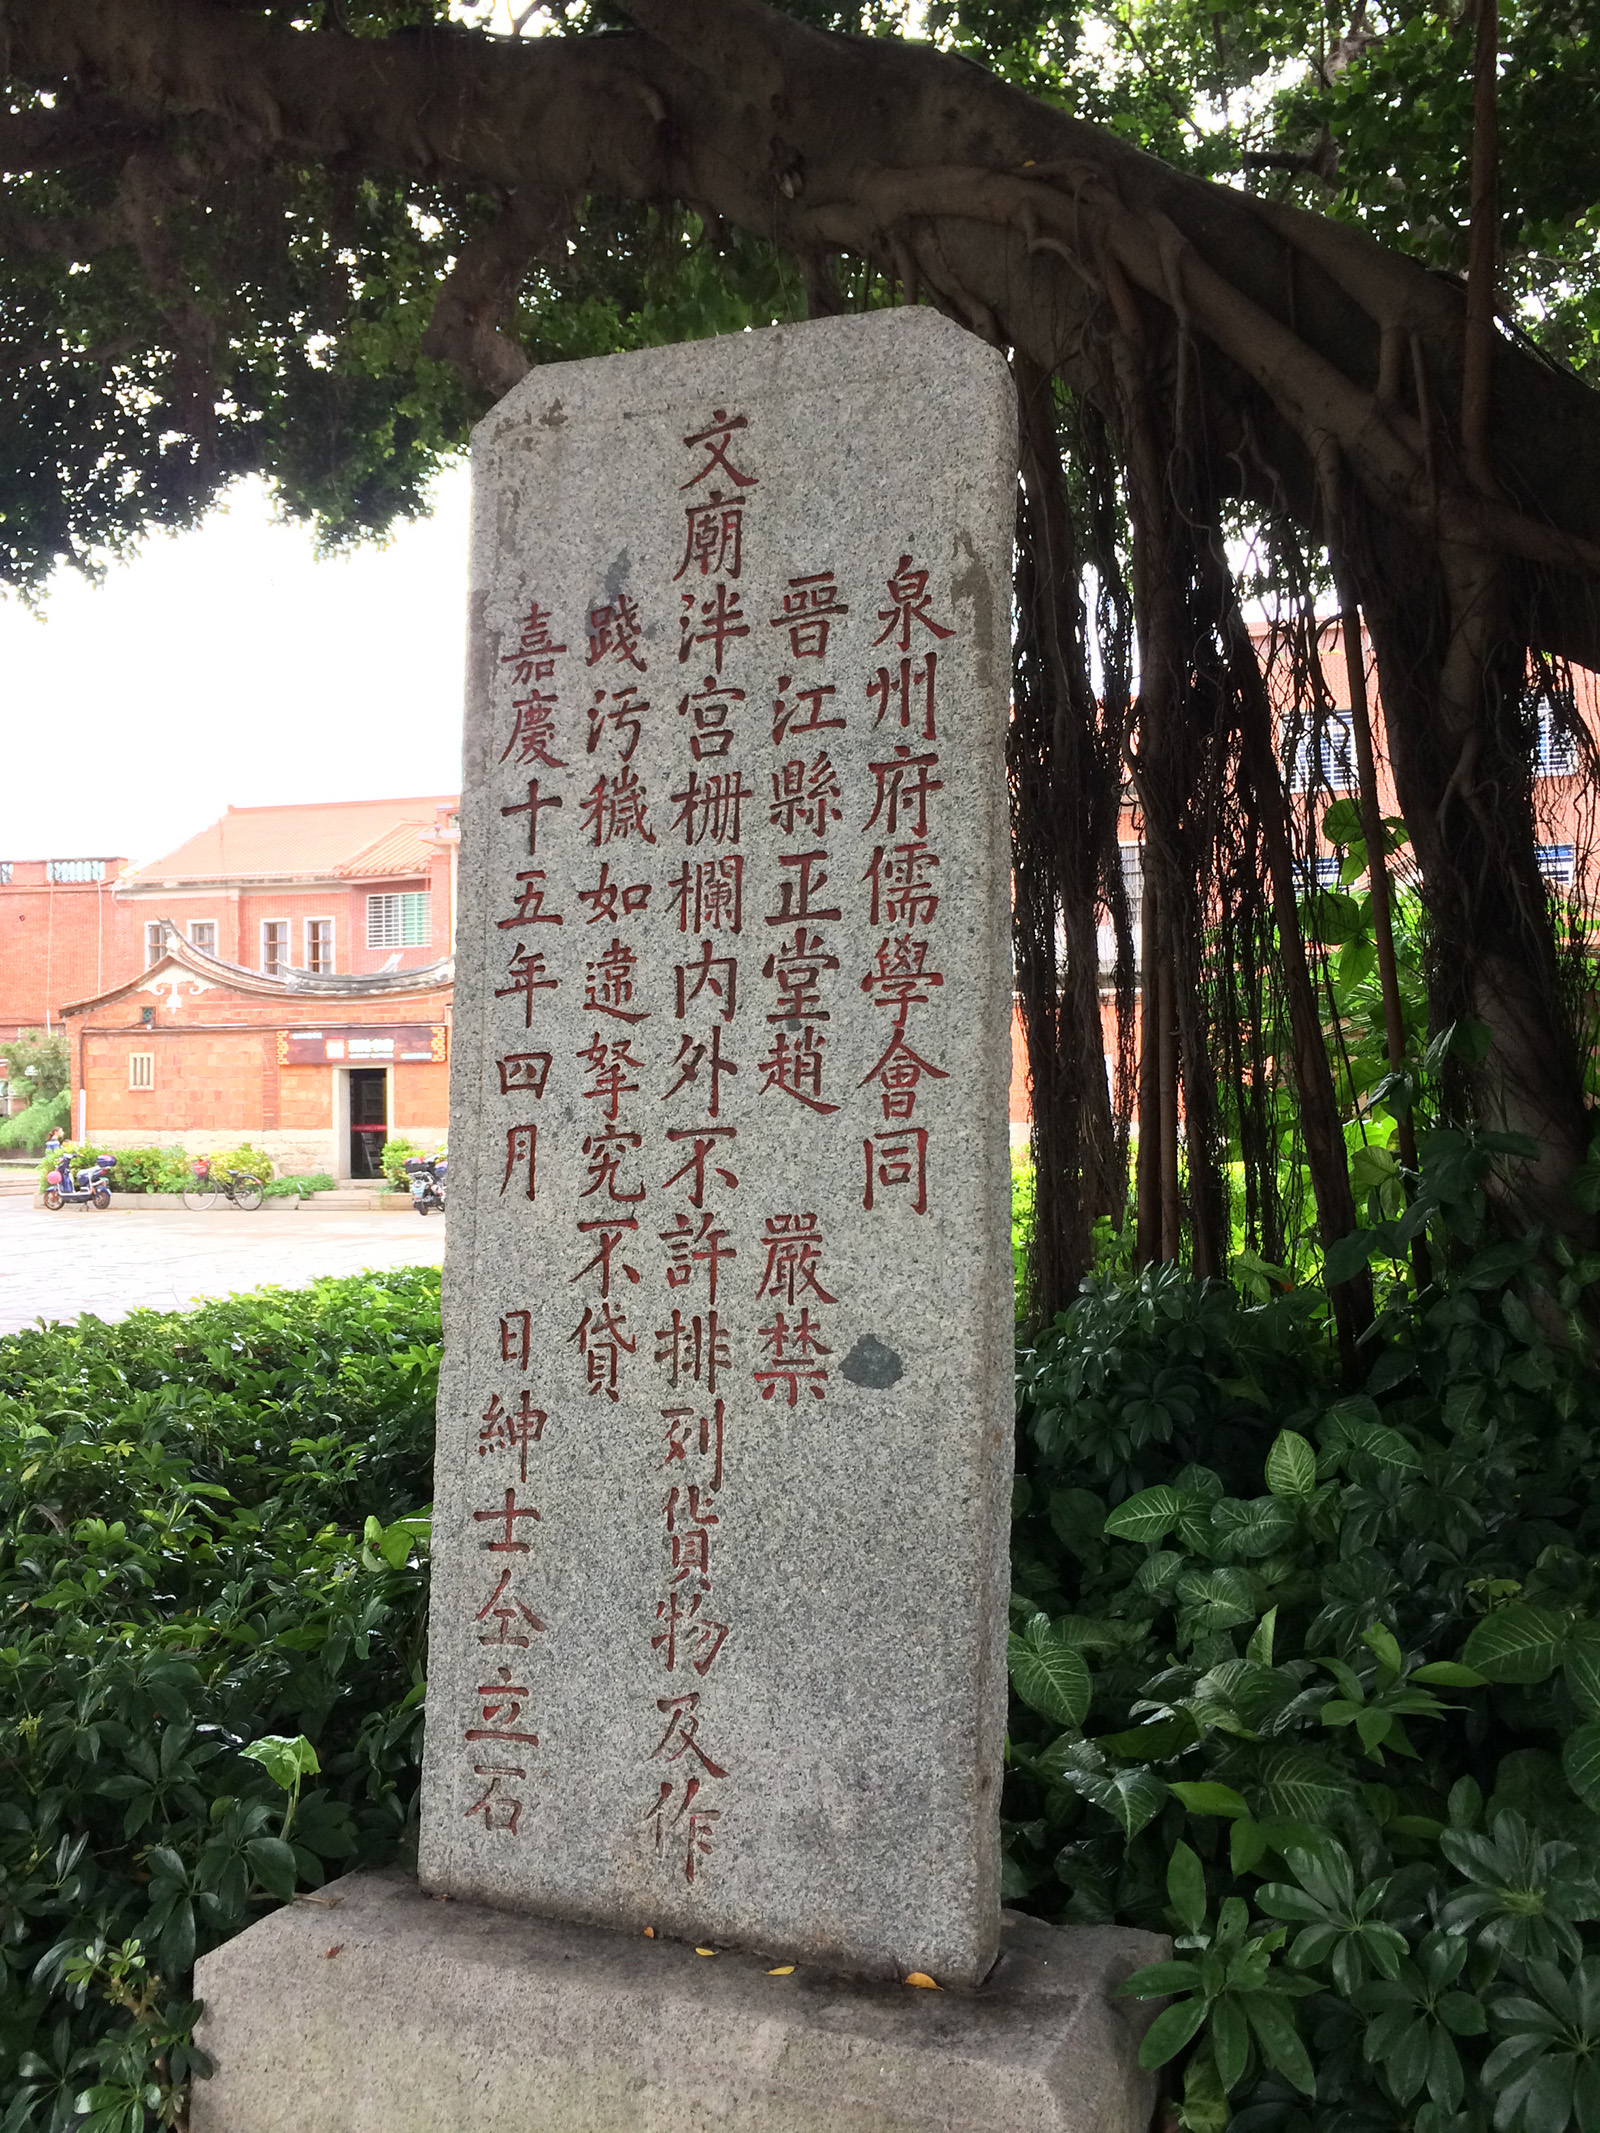 泉州府儒學會同
晉江縣正堂趙 嚴禁
文廟泮宮栅欄内外不許排列貨物及作
踐污穢如違拏究不貸
嘉慶十五年四月 日紳士仝立石